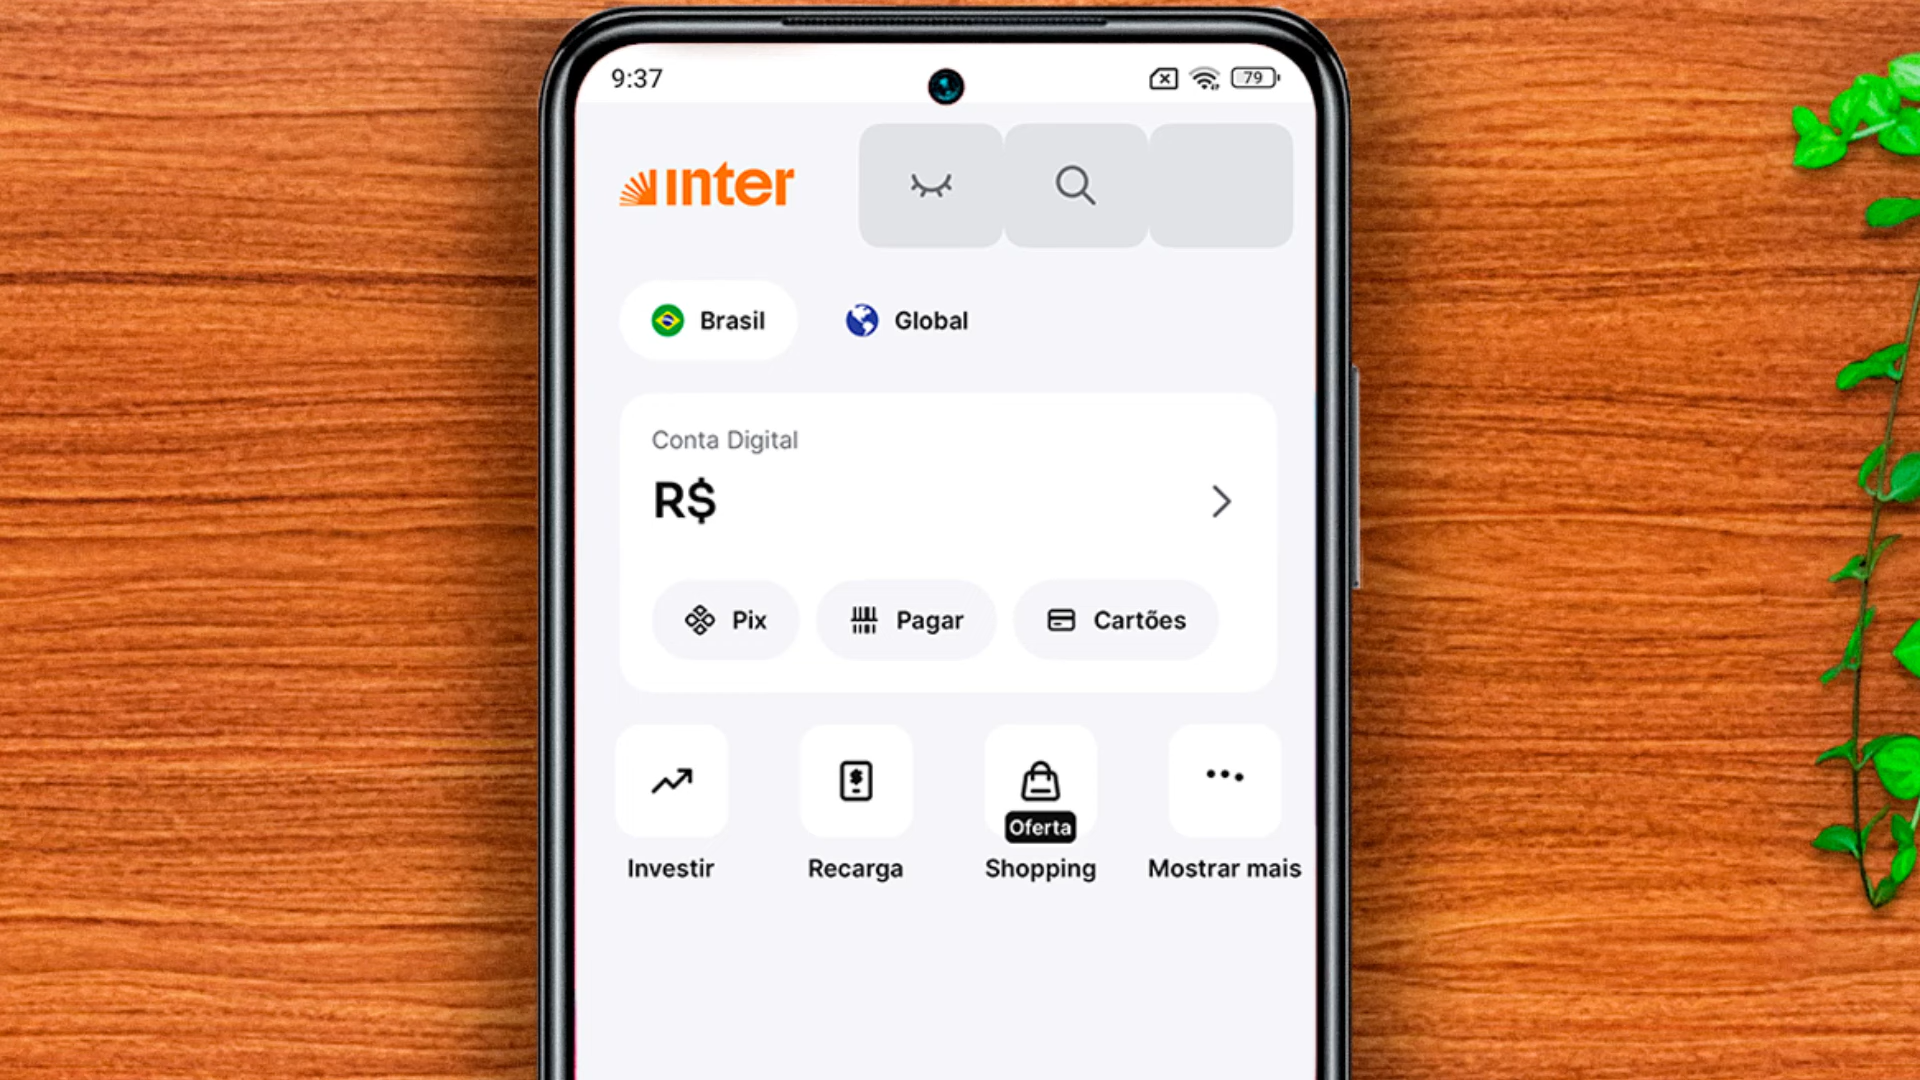 9:37
79
inter
Brasil
Global
Conta Digital
R$
Pix
Pagar
Cartões
Oferta
Investir
Recarga
Shopping
Mostrar mais